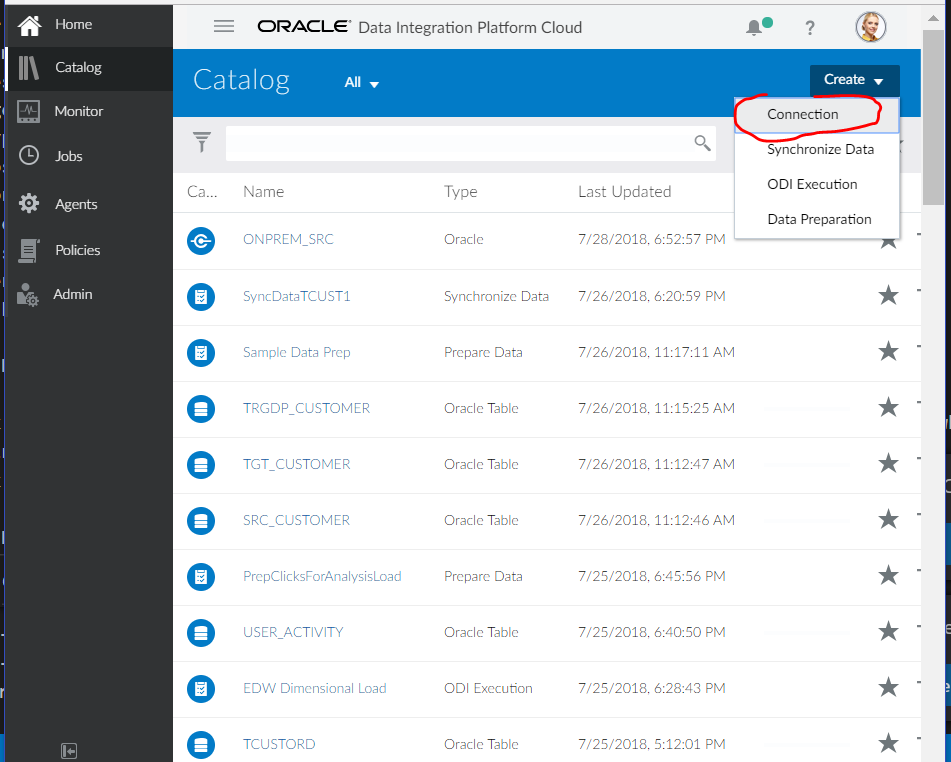 Home
Catalog
Monitor
Jobs
Agents
Policies
Admin
ORACLE® Data Integration Platform Cloud
?
Catalog All Create
Connection
Synchronize Data
ODI Execution
Data Preparation
Ca... Name Type Last Updated
ONPREM_SRC Oracle 7/28/2018, 6:52:57 PM
SyncDataTCUST1 Synchronize Data 7/26/2018, 6:20:59 PM
Sample Data Prep Prepare Data 7/26/2018, 11:17:11 AM
TRGDP_CUSTOMER Oracle Table 7/26/2018, 11:15:25 AM
TGT_CUSTOMER Oracle Table 7/26/2018, 11:12:47 AM
SRC_CUSTOMER Oracle Table 7/26/2018, 11:12:46 AM
PrepClicksForAnalysisLoad Prepare Data 7/25/2018, 6:45:56 PM
USER_ACTIVITY Oracle Table 7/25/2018, 6:40:50 PM
EDW Dimensional Load ODI Execution 7/25/2018, 6:28:43 PM
TCUSTORD Oracle Table 7/25/2018, 5:12:01 PM